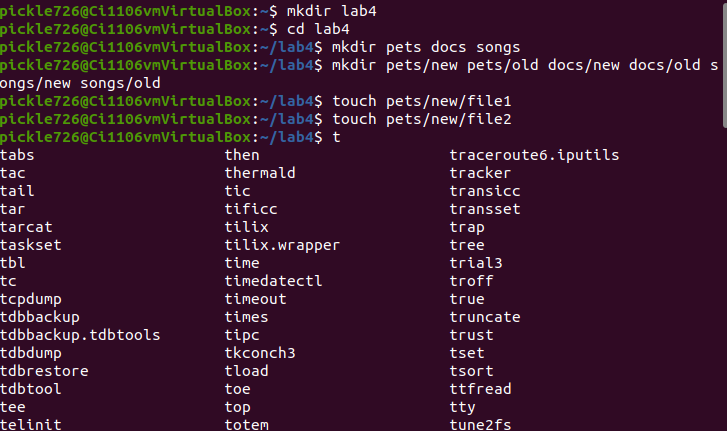 pickle726@Ci1106vmVirtualBox:~$ mkdir lab4
pickle726@Ci1106vmVirtualBox:~$ cd lab4
pickle726@Ci1106vmVirtualBox:~/lab4$ mkdir pets docs songs
pickle726@Ci1106vmVirtualBox:~/lab4$ mkdir pets/new pets/old docs/new docs/old s
ongs/new songs/old
pickle726@Ci1106vmVirtualBox:~/lab4$ touch pets/new/file1
pickle726@Ci1106vmVirtualBox:~/lab4$ touch pets/new/file2
pickle726@Ci1106vmVirtualBox:~/lab4$ t
tabs then traceroute6.iputils
tac thermald tracker
tail tic transicc
tar tificc transset
tarcat tilix trap
taskset tilix.wrapper tree
tbl time trial3
tc timedatectl troff
tcpdump timeout true
tdbbackup times truncate
tdbbackup.tdbtools tipc trust
tdbdump tkconch3 tset
tdbrestore tload tsort
tdbtool toe ttfread
tee top tty
telinit totem tune2fs